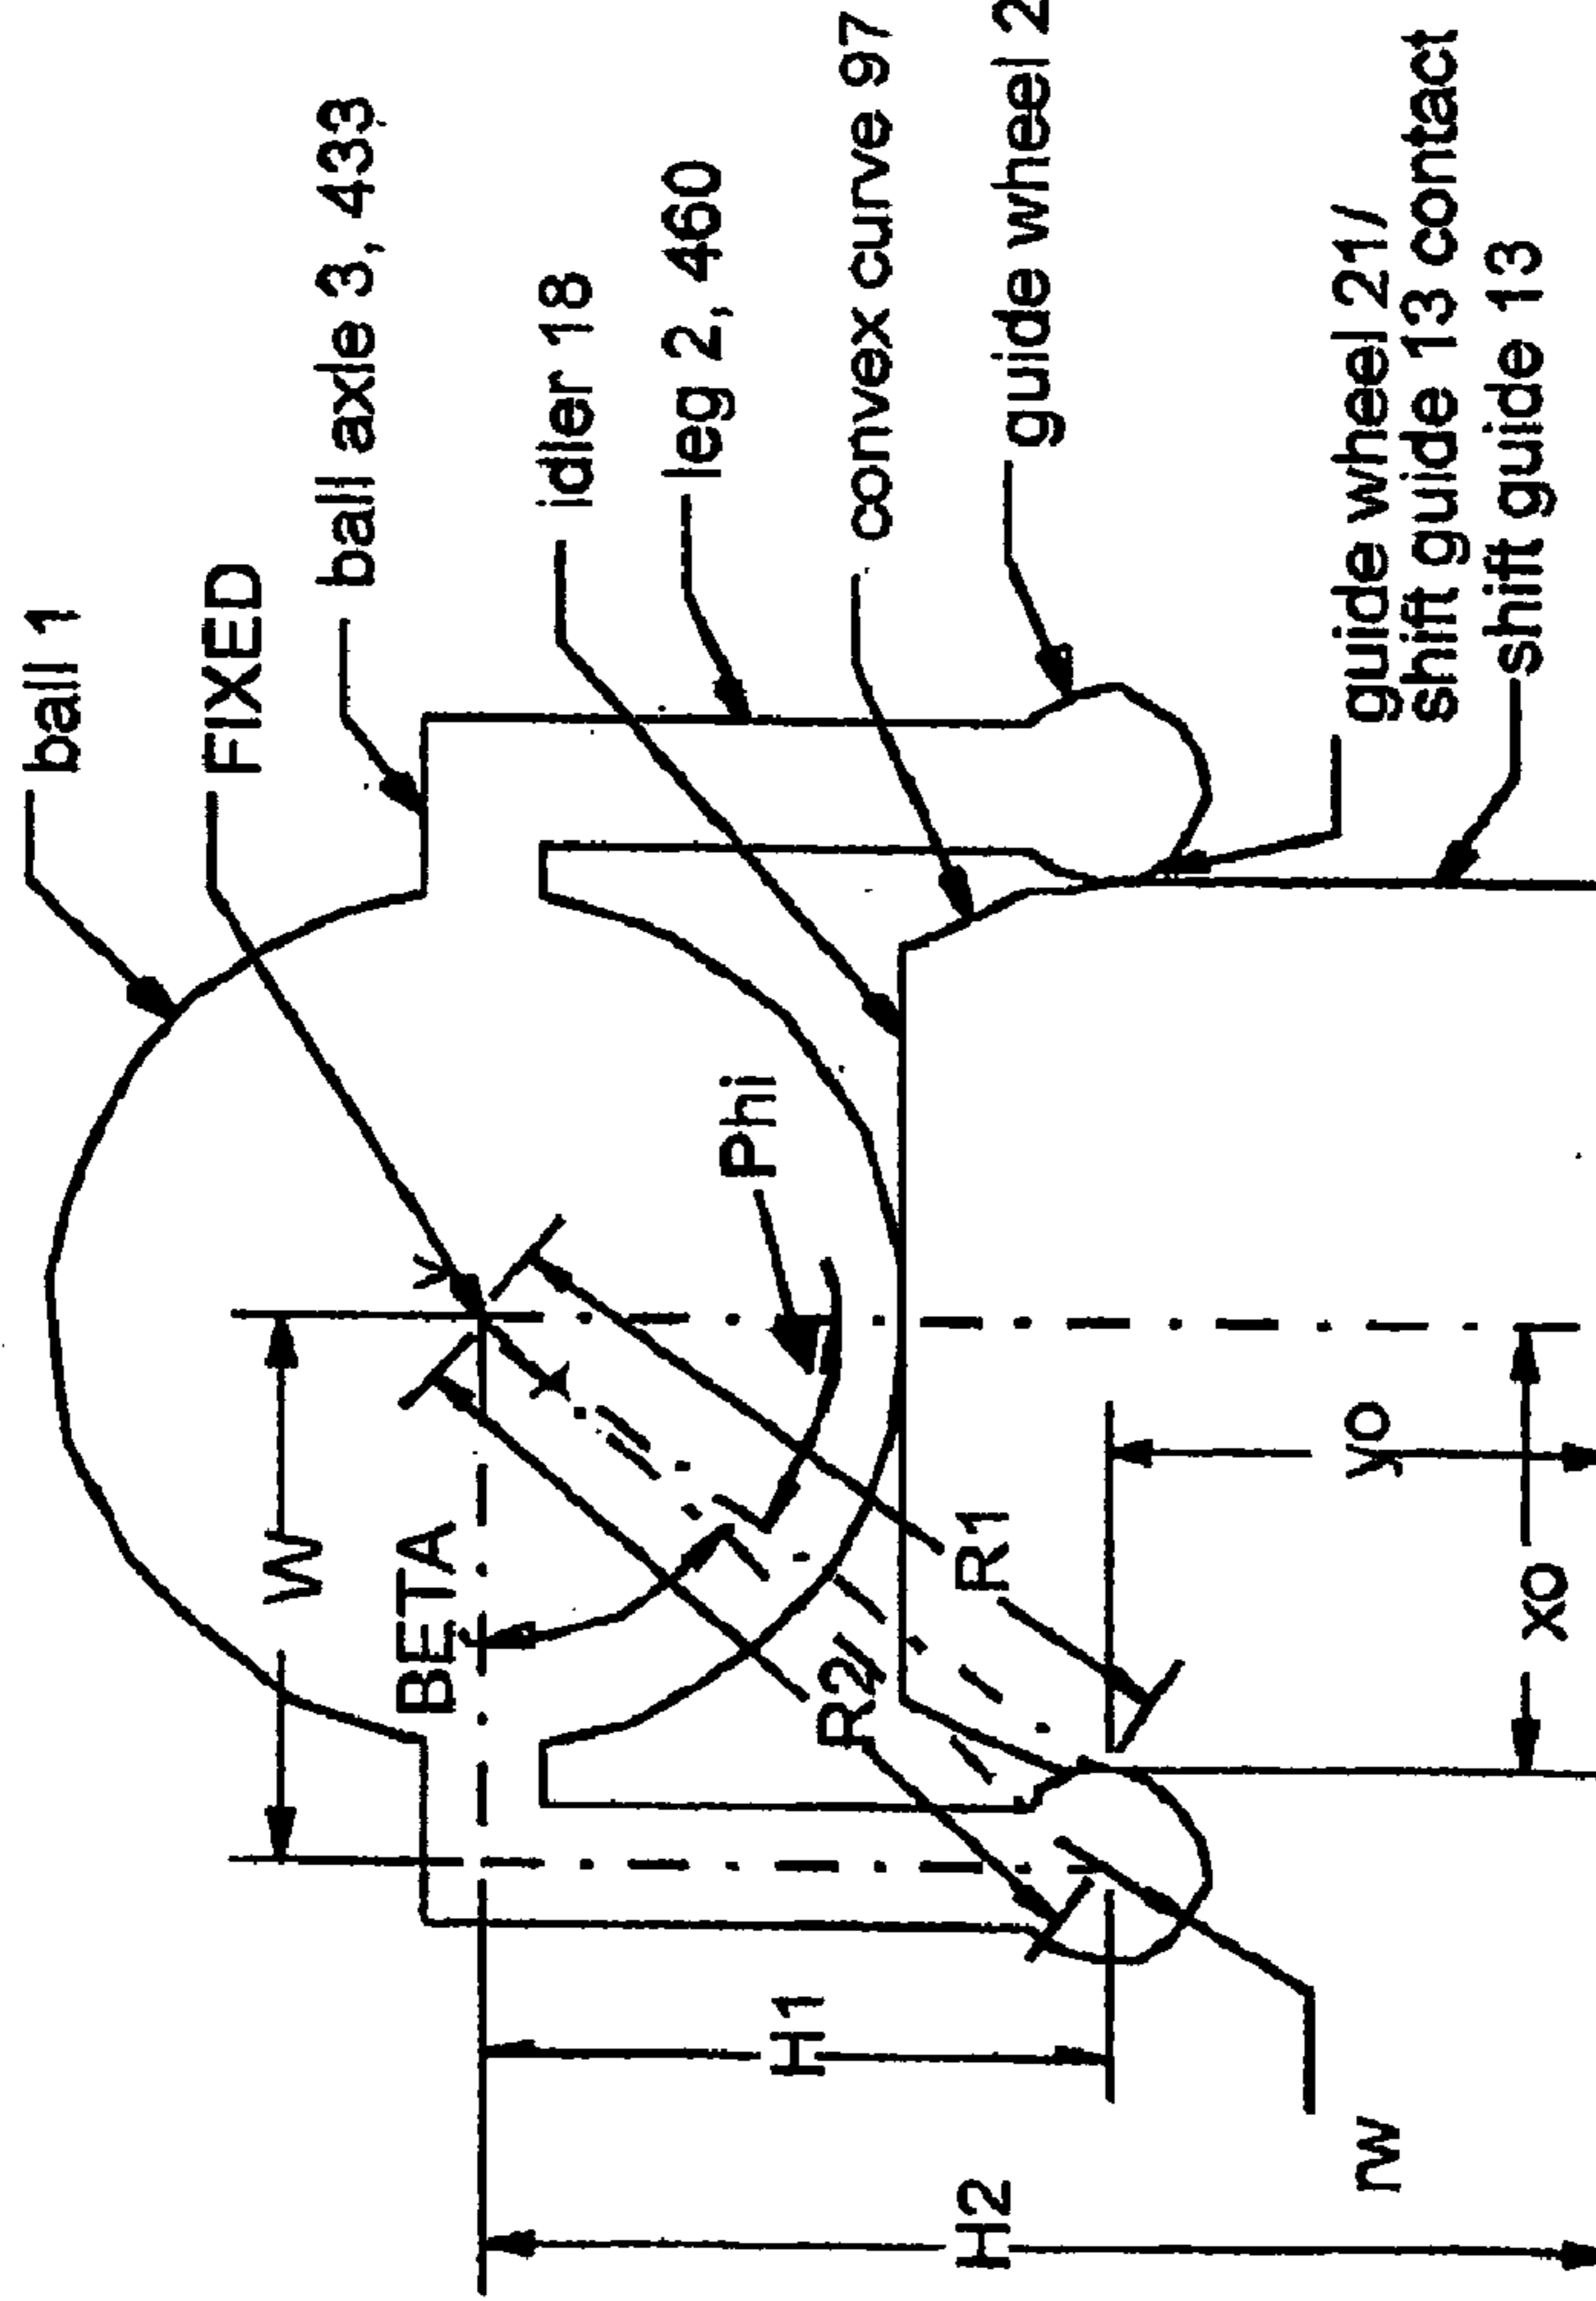 ball 1
FIXED
ball axle 3, 433
idler 18
leg 2, 460
convex curve 97
guide wheel 2
guide wheel 21/
shift guide 13 contact
shift guide 13
Phi
W
BETA
R2
R1
yo
xo
H1
H2
rw